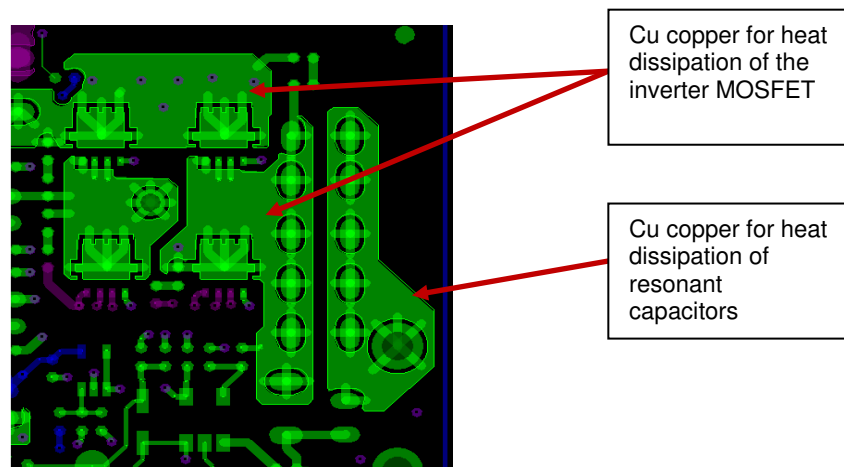 Cu copper for heat
dissipation of the
inverter MOSFET
Cu copper for heat
dissipation of
resonant
capacitors